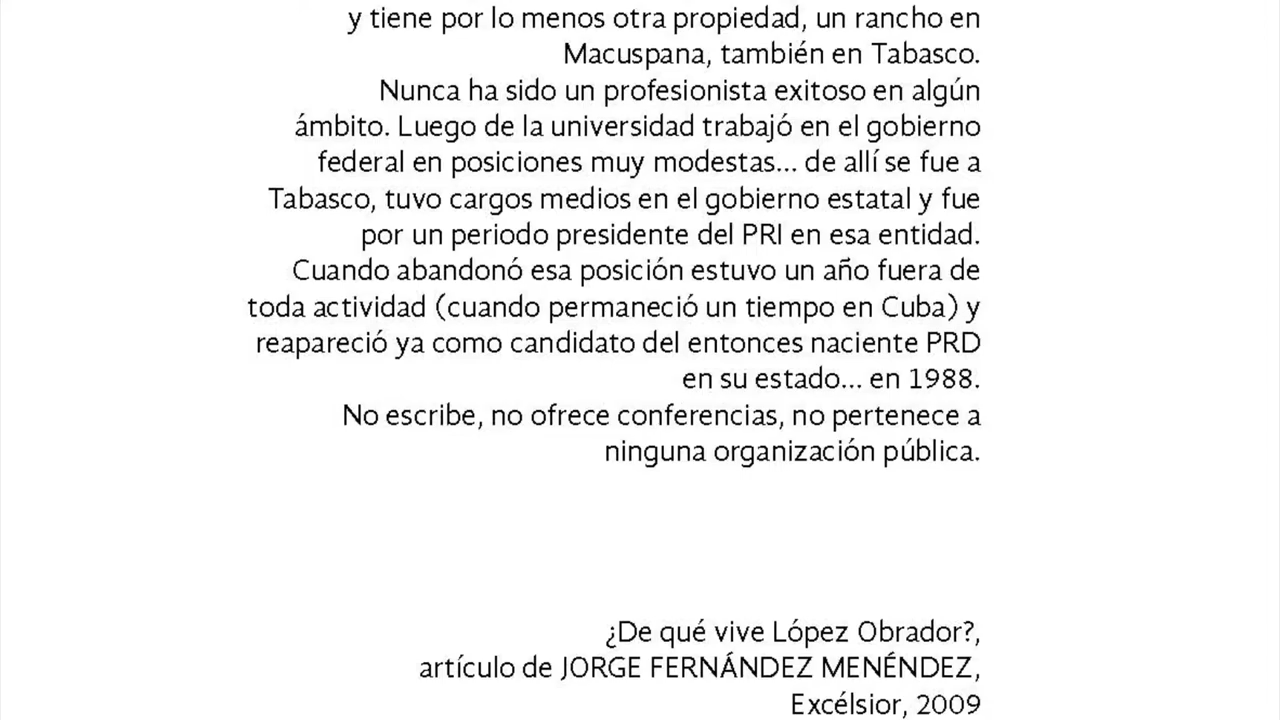 y tiene por lo menos otra propiedad, un rancho en
Macuspana, también en Tabasco.
Nunca ha sido un profesionista exitoso en algún
ámbito. Luego de la universidad trabajó en el gobierno
federal en posiciones muy modestas... de allí se fue a
Tabasco, tuvo cargos medios en el gobierno estatal y fue
por un periodo presidente del PRI en esa entidad.
Cuando abandonó esa posición estuvo un año fuera de
toda actividad (cuando permaneció un tiempo en Cuba) y
reapareció ya como candidato del entonces naciente PRD
en su estado... en 1988.
No escribe, no ofrece conferencias, no pertenece a
ninguna organización pública.
¿De qué vive López Obrador?,
artículo de JORGE FERNÁNDEZ MENÉNDEZ,
Excélsior, 2009